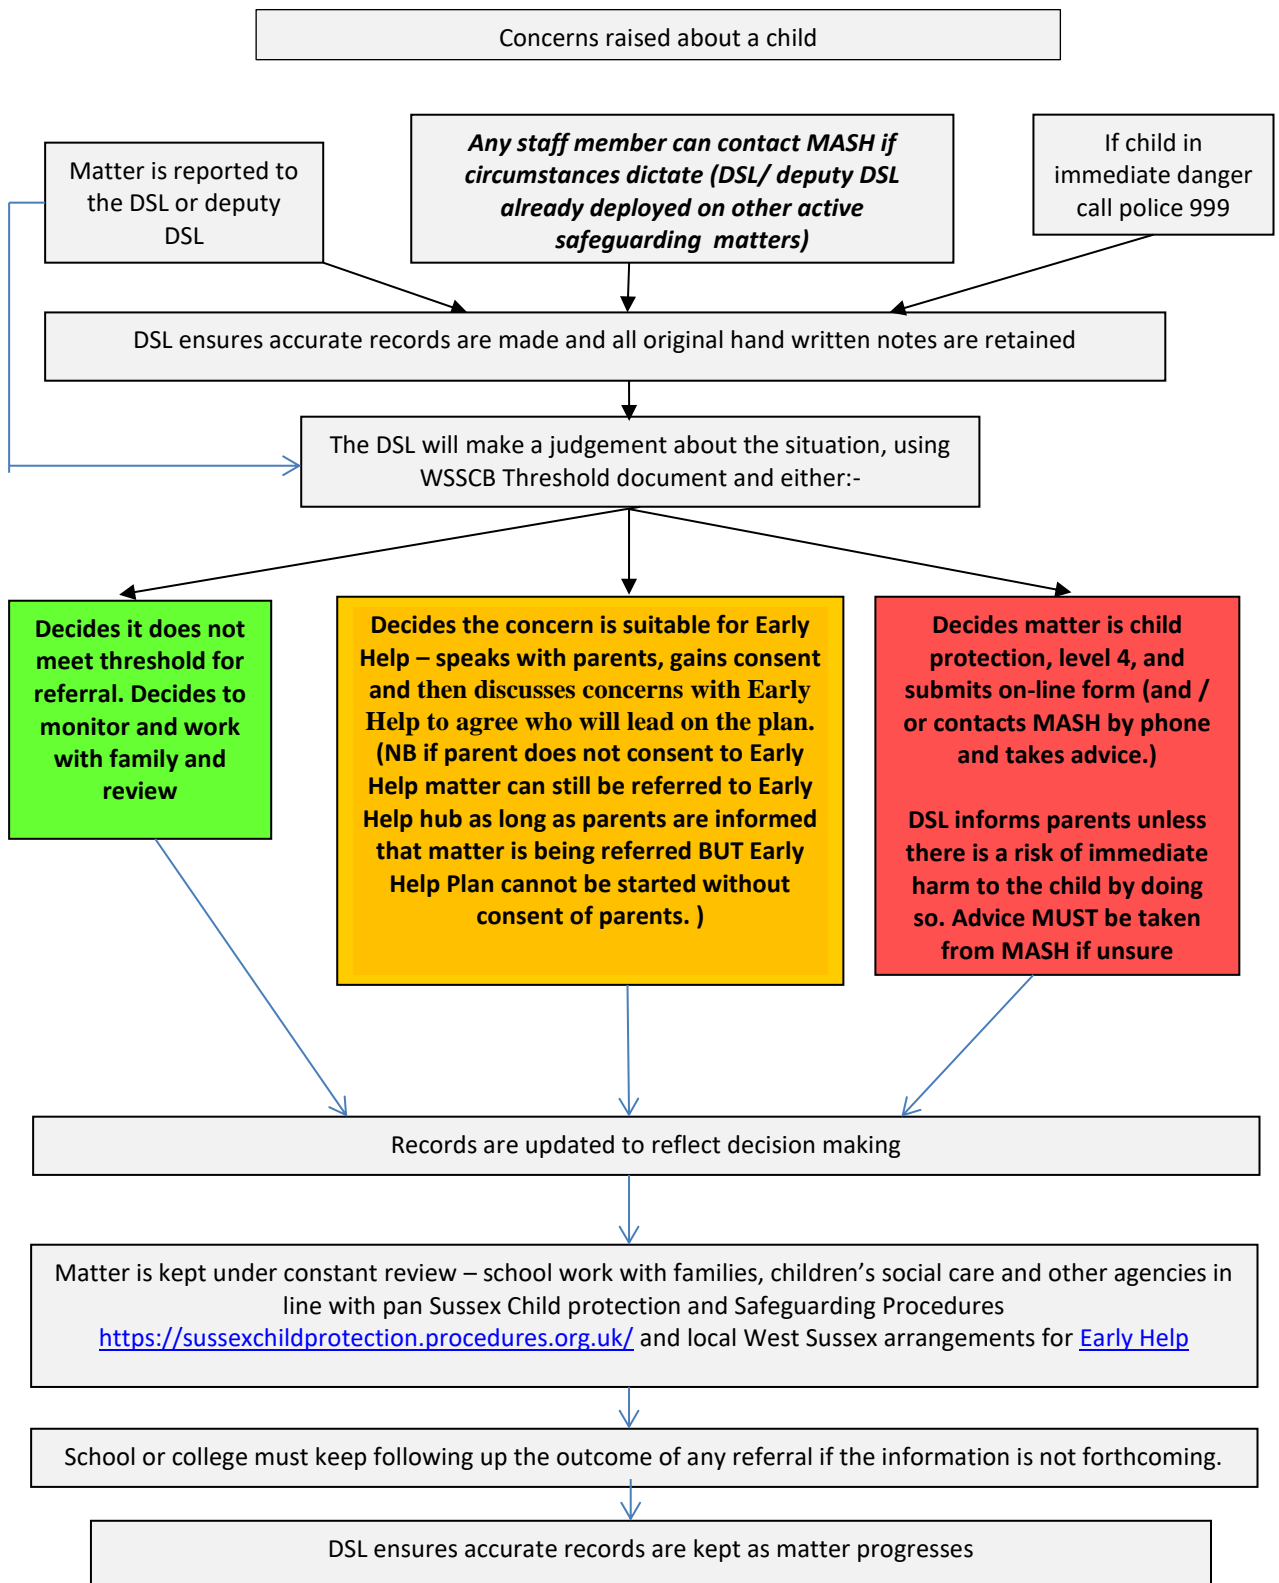 Concerns raised about a child
Matter is reported to
the DSL or deputy
DSL
Any staff member can contact MASH if
circumstances dictate (DSL/ deputy DSL
already deployed on other active
safeguarding matters)
If child in
immediate danger
call police 999
DSL ensures accurate records are made and all original hand written notes are retained
The DSL will make a judgement about the situation, using
WSSCB Threshold document and either:-
Decides it does not
meet threshold for
referral. Decides to
monitor and work
with family and
review
Decides the concern is suitable for Early
Help – speaks with parents, gains consent
and then discusses concerns with Early
Help to agree who will lead on the plan.
(NB if parent does not consent to Early
Help matter can still be referred to Early
Help hub as long as parents are informed
that matter is being referred BUT Early
Help Plan cannot be started without
consent of parents. )
Decides matter is child
protection, level 4, and
submits on-line form (and /
or contacts MASH by phone
and takes advice.)
DSL informs parents unless
there is a risk of immediate
harm to the child by doing
so. Advice MUST be taken
from MASH if unsure
Records are updated to reflect decision making
Matter is kept under constant review – school work with families, children’s social care and other agencies in
line with pan Sussex Child protection and Safeguarding Procedures
https://sussexchildprotection.procedures.org.uk/ and local West Sussex arrangements for Early Help
School or college must keep following up the outcome of any referral if the information is not forthcoming.
DSL ensures accurate records are kept as matter progresses